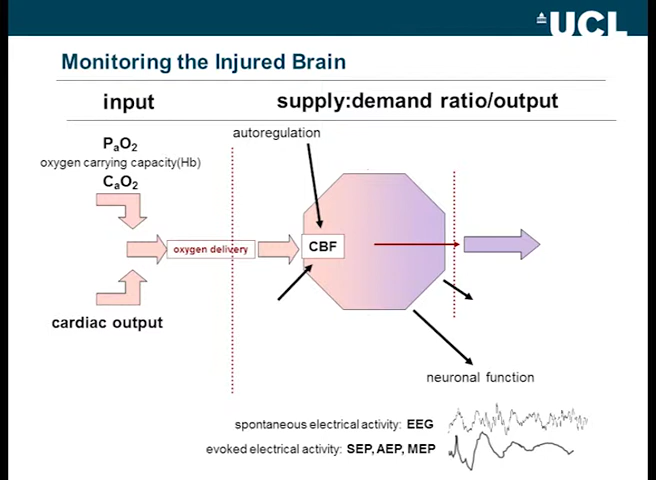 UCL
Monitoring the Injured Brain
input
supply:demand ratio/output
autoregulation
PaO2
oxygen carrying capacity(Hb)
CaO2
oxygen delivery
CBF
cardiac output
neuronal function
spontaneous electrical activity: EEG
evoked electrical activity: SEP, AEP, MEP